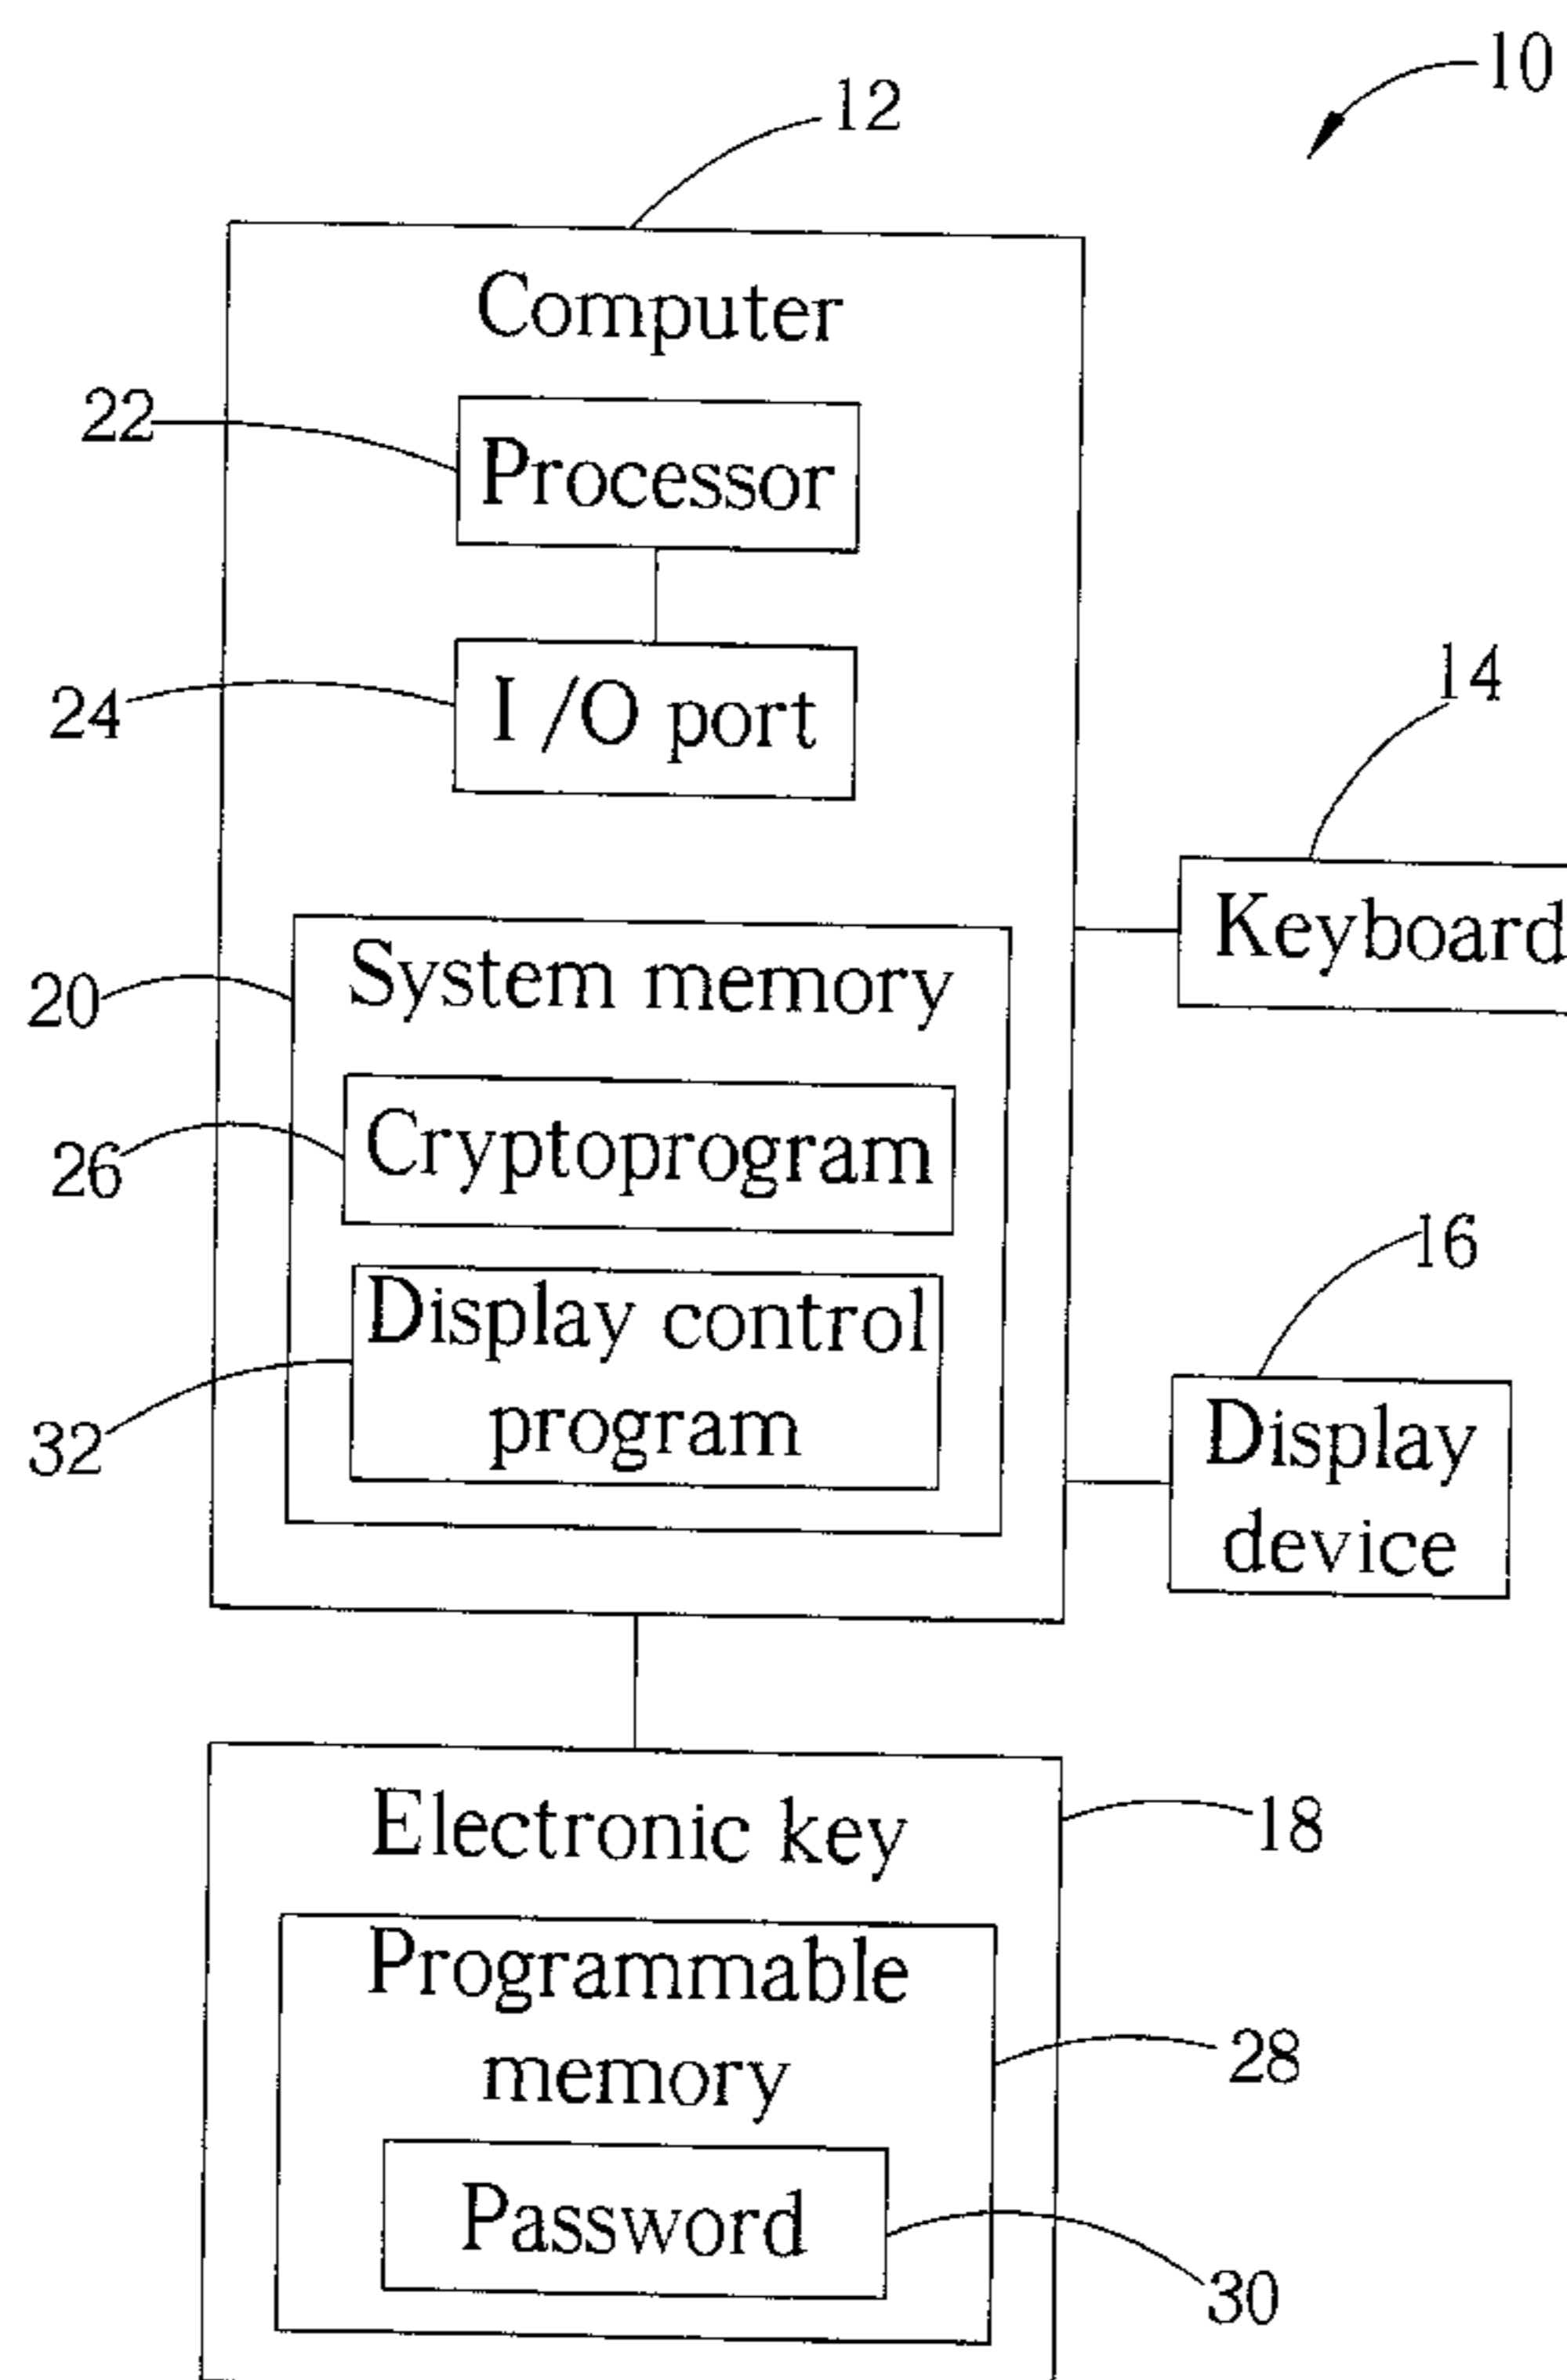 10
12
Computer
22
Processor
24
I/O port
14
Keyboard
20
System memory
26
Cryptoprogram
16
32
Display control
program
Display
device
Electronic key
18
Programmable
memory
28
Password
30